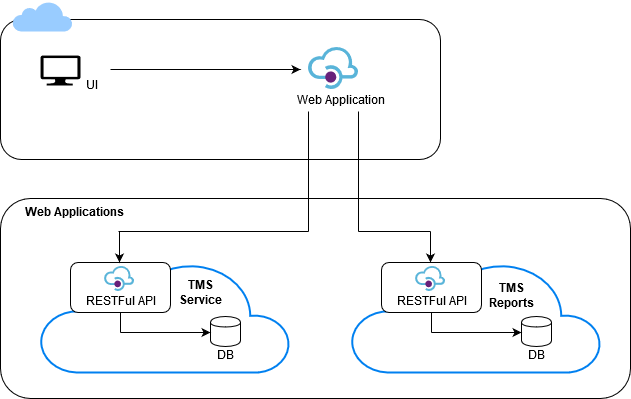 UI
Web Application
Web Applications
RESTFul API
TMS
Service
DB
RESTFul API
TMS
Reports
DB